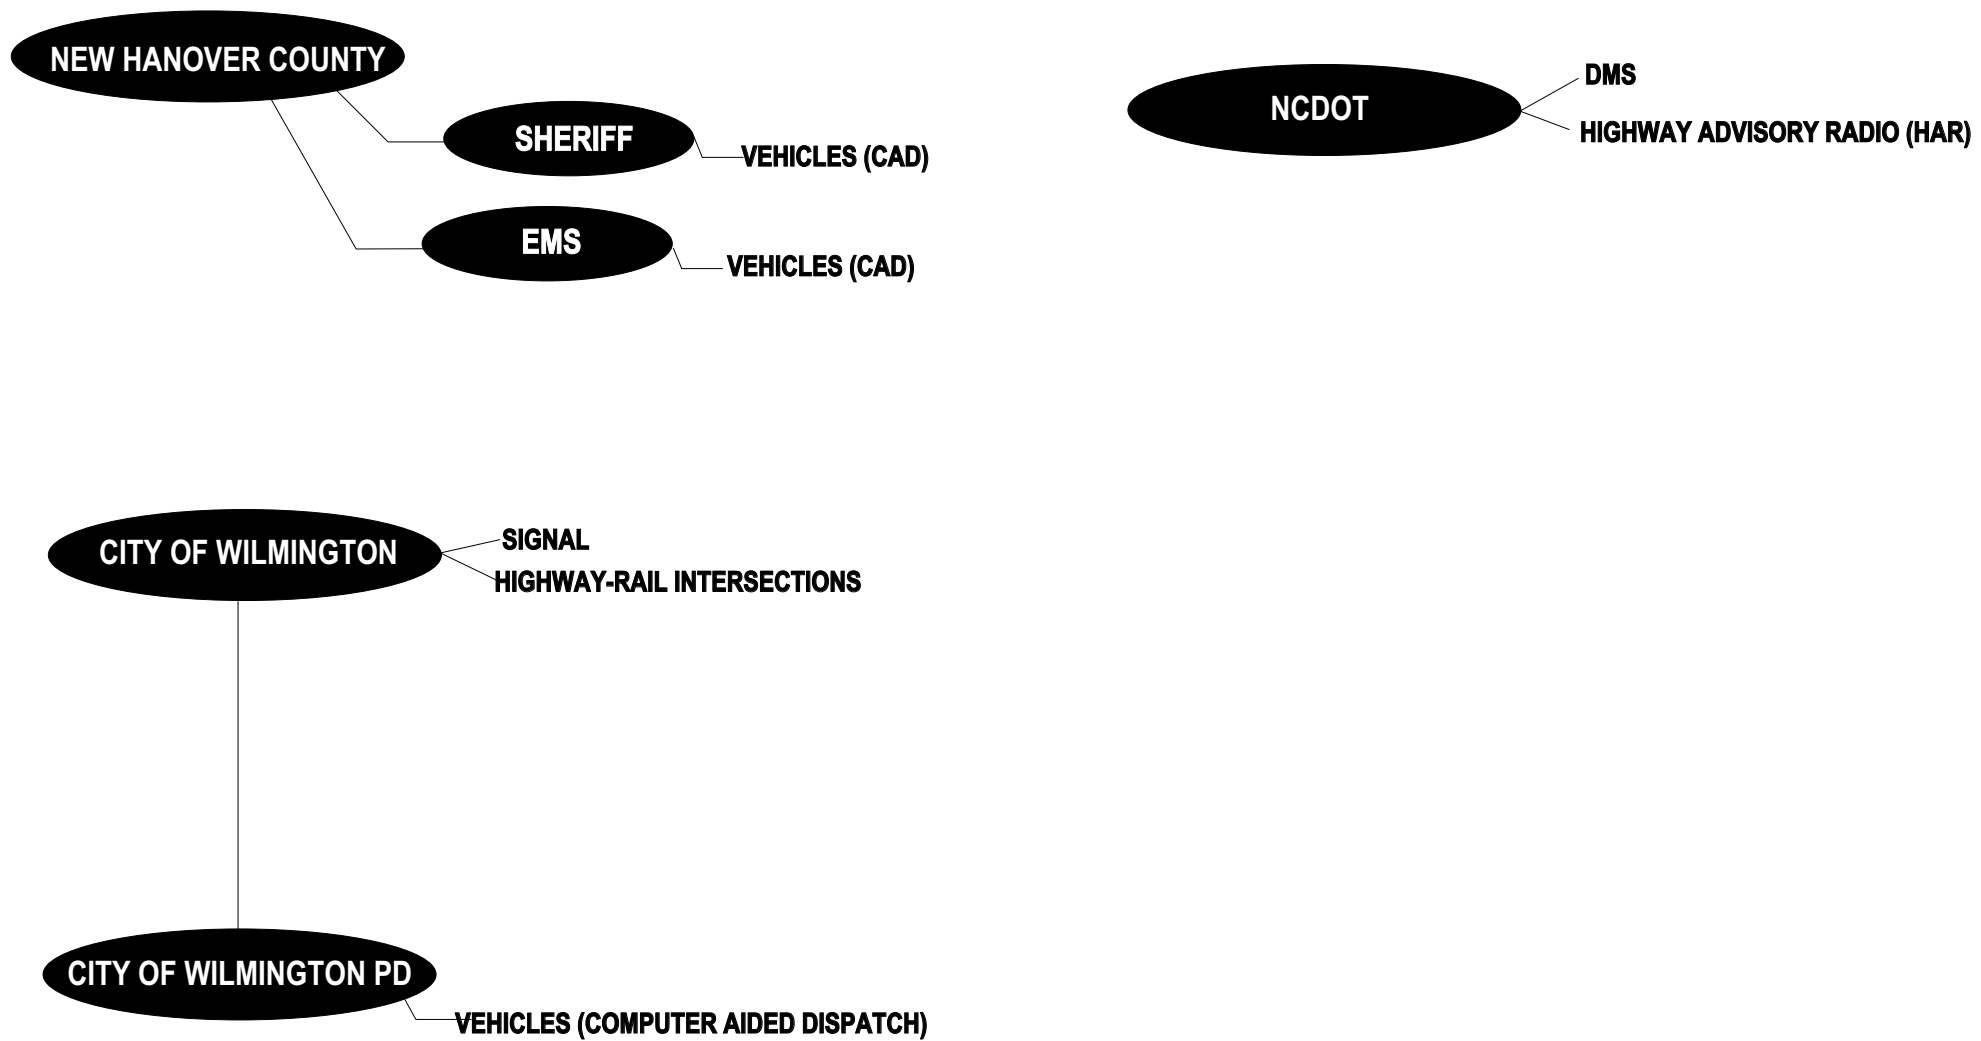 NEW HANOVER COUNTY
SHERIFF
VEHICLES (CAD)
EMS
VEHICLES (CAD)
NCDOT
DMS
HIGHWAY ADVISORY RADIO (HAR)
CITY OF WILMINGTON
SIGNAL
HIGHWAY-RAIL INTERSECTIONS
CITY OF WILMINGTON PD
VEHICLES (COMPUTER AIDED DISPATCH)